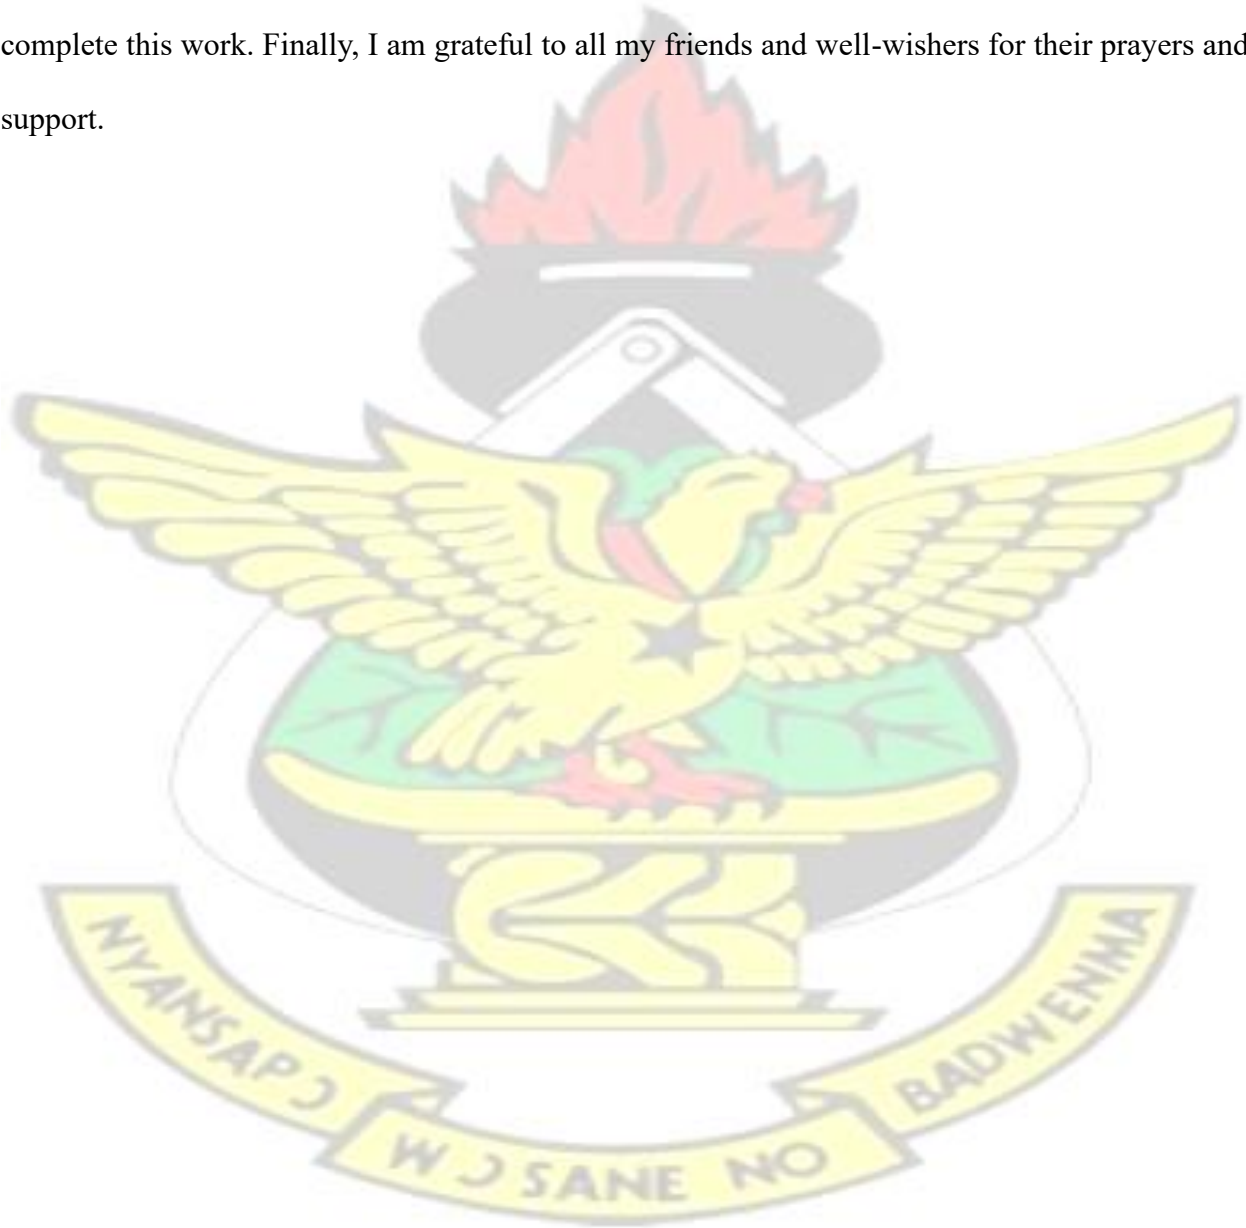 complete this work. Finally, I am grateful to all my friends and well-wishers for their prayers and
support.
NYANSAPƆ
WƆSANE NO
BADWENMA